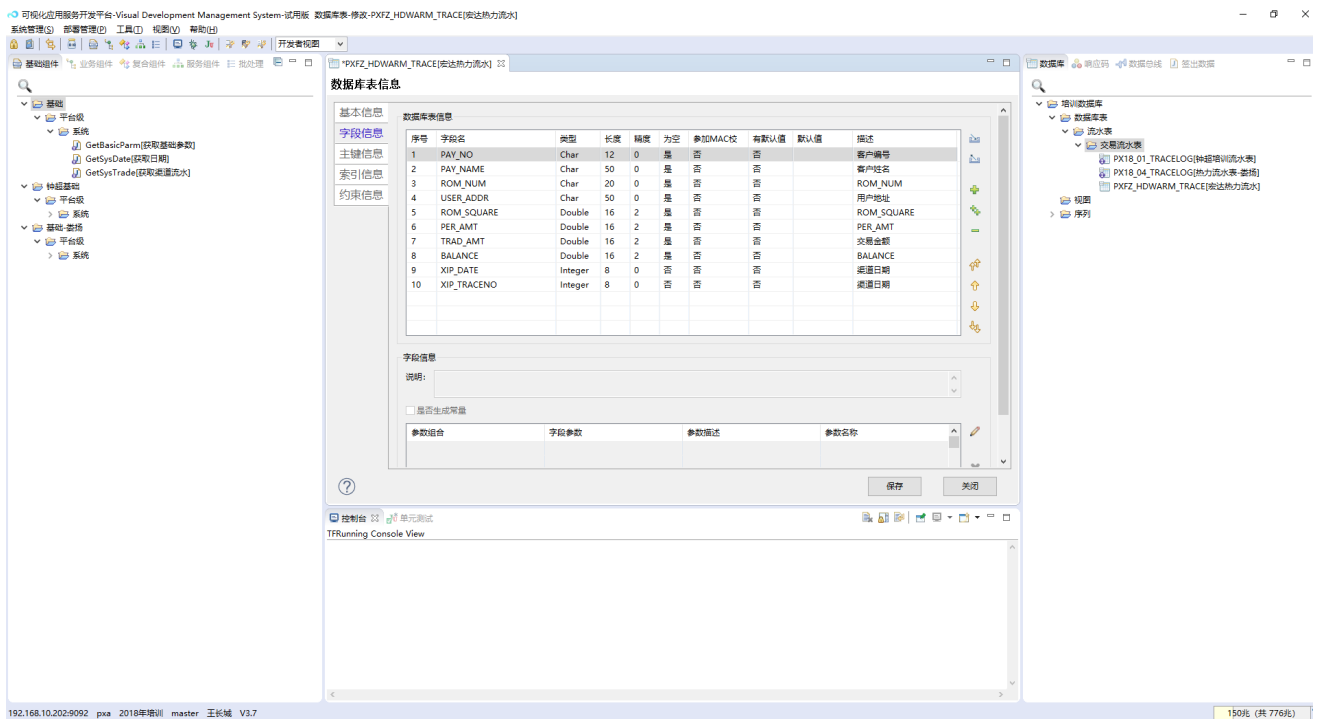 可视化应用服务开发平台-Visual Development Management System-试用版 数据库表-修改-PXFZ_HDWARM_TRACE[宏达热力流水]
系统管理(S) 部署管理(P) 工具(T) 视图(V) 帮助(H)
开发者视图
基础组件 业务组件 复合组件 服务组件 批处理
基础
平台级
系统
GetBasicParm[获取基础参数]
GetSysDate[获取日期]
GetSysTrade[获取渠道流水]
钟超基础
平台级
系统
基础-娄扬
平台级
系统
*PXFZ_HDWARM_TRACE[宏达热力流水]
数据库表信息
基本信息
字段信息
主键信息
索引信息
约束信息
数据库表信息
序号 字段名 类型 长度 精度 为空 参加MAC校 有默认值 默认值 描述
1 PAY_NO Char 12 0 是 否 否 客户编号
2 PAY_NAME Char 50 0 是 否 否 客户姓名
3 ROM_NUM Char 20 0 是 否 否 ROM_NUM
4 USER_ADDR Char 50 0 是 否 否 用户地址
5 ROM_SQUARE Double 16 2 是 否 否 ROM_SQUARE
6 PER_AMT Double 16 2 是 否 否 PER_AMT
7 TRAD_AMT Double 16 2 是 否 否 交易金额
8 BALANCE Double 16 2 是 否 否 BALANCE
9 XIP_DATE Integer 8 0 否 否 否 渠道日期
10 XIP_TRACENO Integer 8 0 否 否 否 渠道日期
字段信息
说明:
是否生成常量
参数组合 字段参数 参数描述 参数名称
保存 关闭
控制台 单元测试
TFRunning Console View
数据库 响应码 数据总线 签出数据
培训数据库
数据库表
流水表
交易流水表
PX18_01_TRACELOG[钟超培训流水表]
PX18_04_TRACELOG[热力流水表-娄扬]
PXFZ_HDWARM_TRACE[宏达热力流水]
视图
序列
192.168.10.202:9092 pxa 2018年培训 master 王长城 V3.7
150兆 (共 776兆)